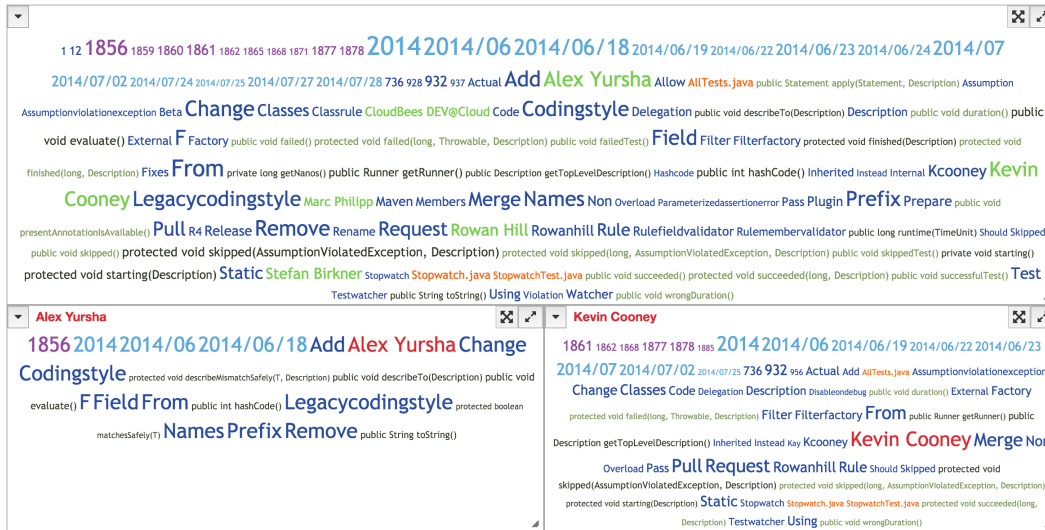 1 12 1856 1859 1860 1861 1862 1865 1868 1871 1877 1878 2014 2014/06 2014/06/18 2014/06/19 2014/06/22 2014/06/23 2014/06/24 2014/07
2014/07/02 2014/07/24 2014/07/25 2014/07/27 2014/07/28 736 928 932 937 Actual Add Alex Yursha Allow AllTests.java public Statement apply(Statement, Description) Assumption
Assumptionviolationexception Beta Change Classes Classrule CloudBees DEV@Cloud Code Codingstyle Delegation public void describeTo(Description) Description public void duration() public
void evaluate() External F Factory public void failed() protected void failed(long, Throwable, Description) public void failedTest() Field Filter Filterfactory protected void finished(Description) protected void
finished(long, Description) Fixes From private long getNanos() public Runner getRunner() public Description getTopLevelDescription() Hashcode public int hashCode() Inherited Instead Internal Kcooney Kevin
Cooney Legacycodingstyle Marc Philipp Maven Members Merge Names Non Overload Parameterizedassertionerror Pass Plugin Prefix Prepare public void
presentAnnotationIsAvailable() Pull R4 Release Remove Rename Request Rowan Hill Rowanhill Rule Rulefieldvalidator Rulemembervalidator public long runtime(TimeUnit) Should Skipped
public void skipped() protected void skipped(AssumptionViolatedException, Description) protected void skipped(long, AssumptionViolatedException, Description) public void skippedTest() private void starting()
protected void starting(Description) Static Stefan Birkner Stopwatch Stopwatch.java StopwatchTest.java public void succeeded() protected void succeeded(long, Description) public void successfulTest() Test
Testwatcher public String toString() Using Violation Watcher public void wrongDuration()
Alex Yursha
1856 2014 2014/06 2014/06/18 Add Alex Yursha Change
Codingstyle protected void describeMismatchSafely(T, Description) public void describeTo(Description) public void
evaluate() F Field From public int hashCode() Legacycodingstyle protected boolean
matchesSafely(T) Names Prefix Remove public String toString()
Kevin Cooney
1861 1862 1868 1877 1878 1885 2014 2014/06 2014/06/19 2014/06/22 2014/06/23
2014/07 2014/07/02 2014/07/25 736 932 956 Actual Add AllTests.java Assumptionviolationexception
Change Classes Code Delegation Description Disableondebug public void duration() External Factory
protected void failed(long, Throwable, Description) Filter Filterfactory From public Runner getRunner() public
Description getTopLevelDescription() Inherited Instead Kay Kcooney Kevin Cooney Merge Non
Overload Pass Pull Request Rowanhill Rule Should Skipped protected void
skipped(AssumptionViolatedException, Description) protected void skipped(long, AssumptionViolatedException, Description)
protected void starting(Description) Static Stopwatch Stopwatch.java StopwatchTest.java protected void succeeded(long,
Description) Testwatcher Using public void wrongDuration()